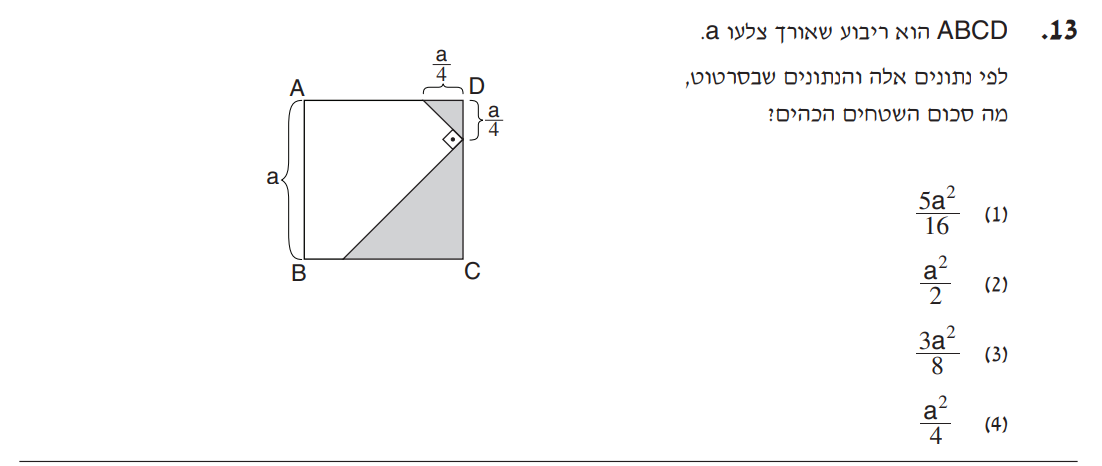 .13 ABCD הוא ריבוע שאורך צלעו a.
לפי נתונים אלה והנתונים שבסרטוט,
מה סכום השטחים הכהים?
(1) 5a²/16
(2) a²/2
(3) 3a²/8
(4) a²/4
a/4
A D
a/4
a
B C